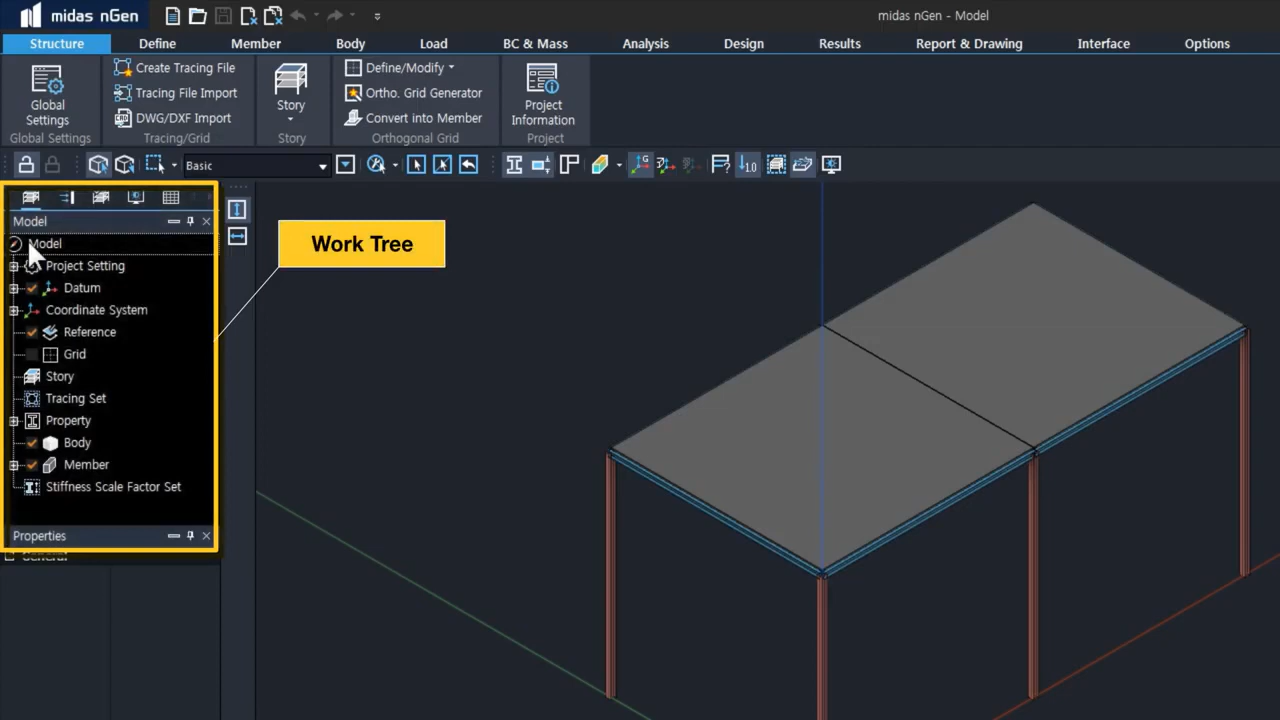 midas nGen
midas nGen - Model
Structure Define Member Body Load BC & Mass Analysis Design Results Report & Drawing Interface Options
Global Settings
Create Tracing File
Tracing File Import
DWG/DXF Import
Story
Define/Modify
Ortho. Grid Generator
Convert into Member
Project Information
Global Settings Tracing/Grid Story Orthogonal Grid Project
Basic
G
1.0
Model
Model
Project Setting
Datum
Coordinate System
Reference
Grid
Story
Tracing Set
Property
Body
Member
Stiffness Scale Factor Set
Properties
General
Work Tree